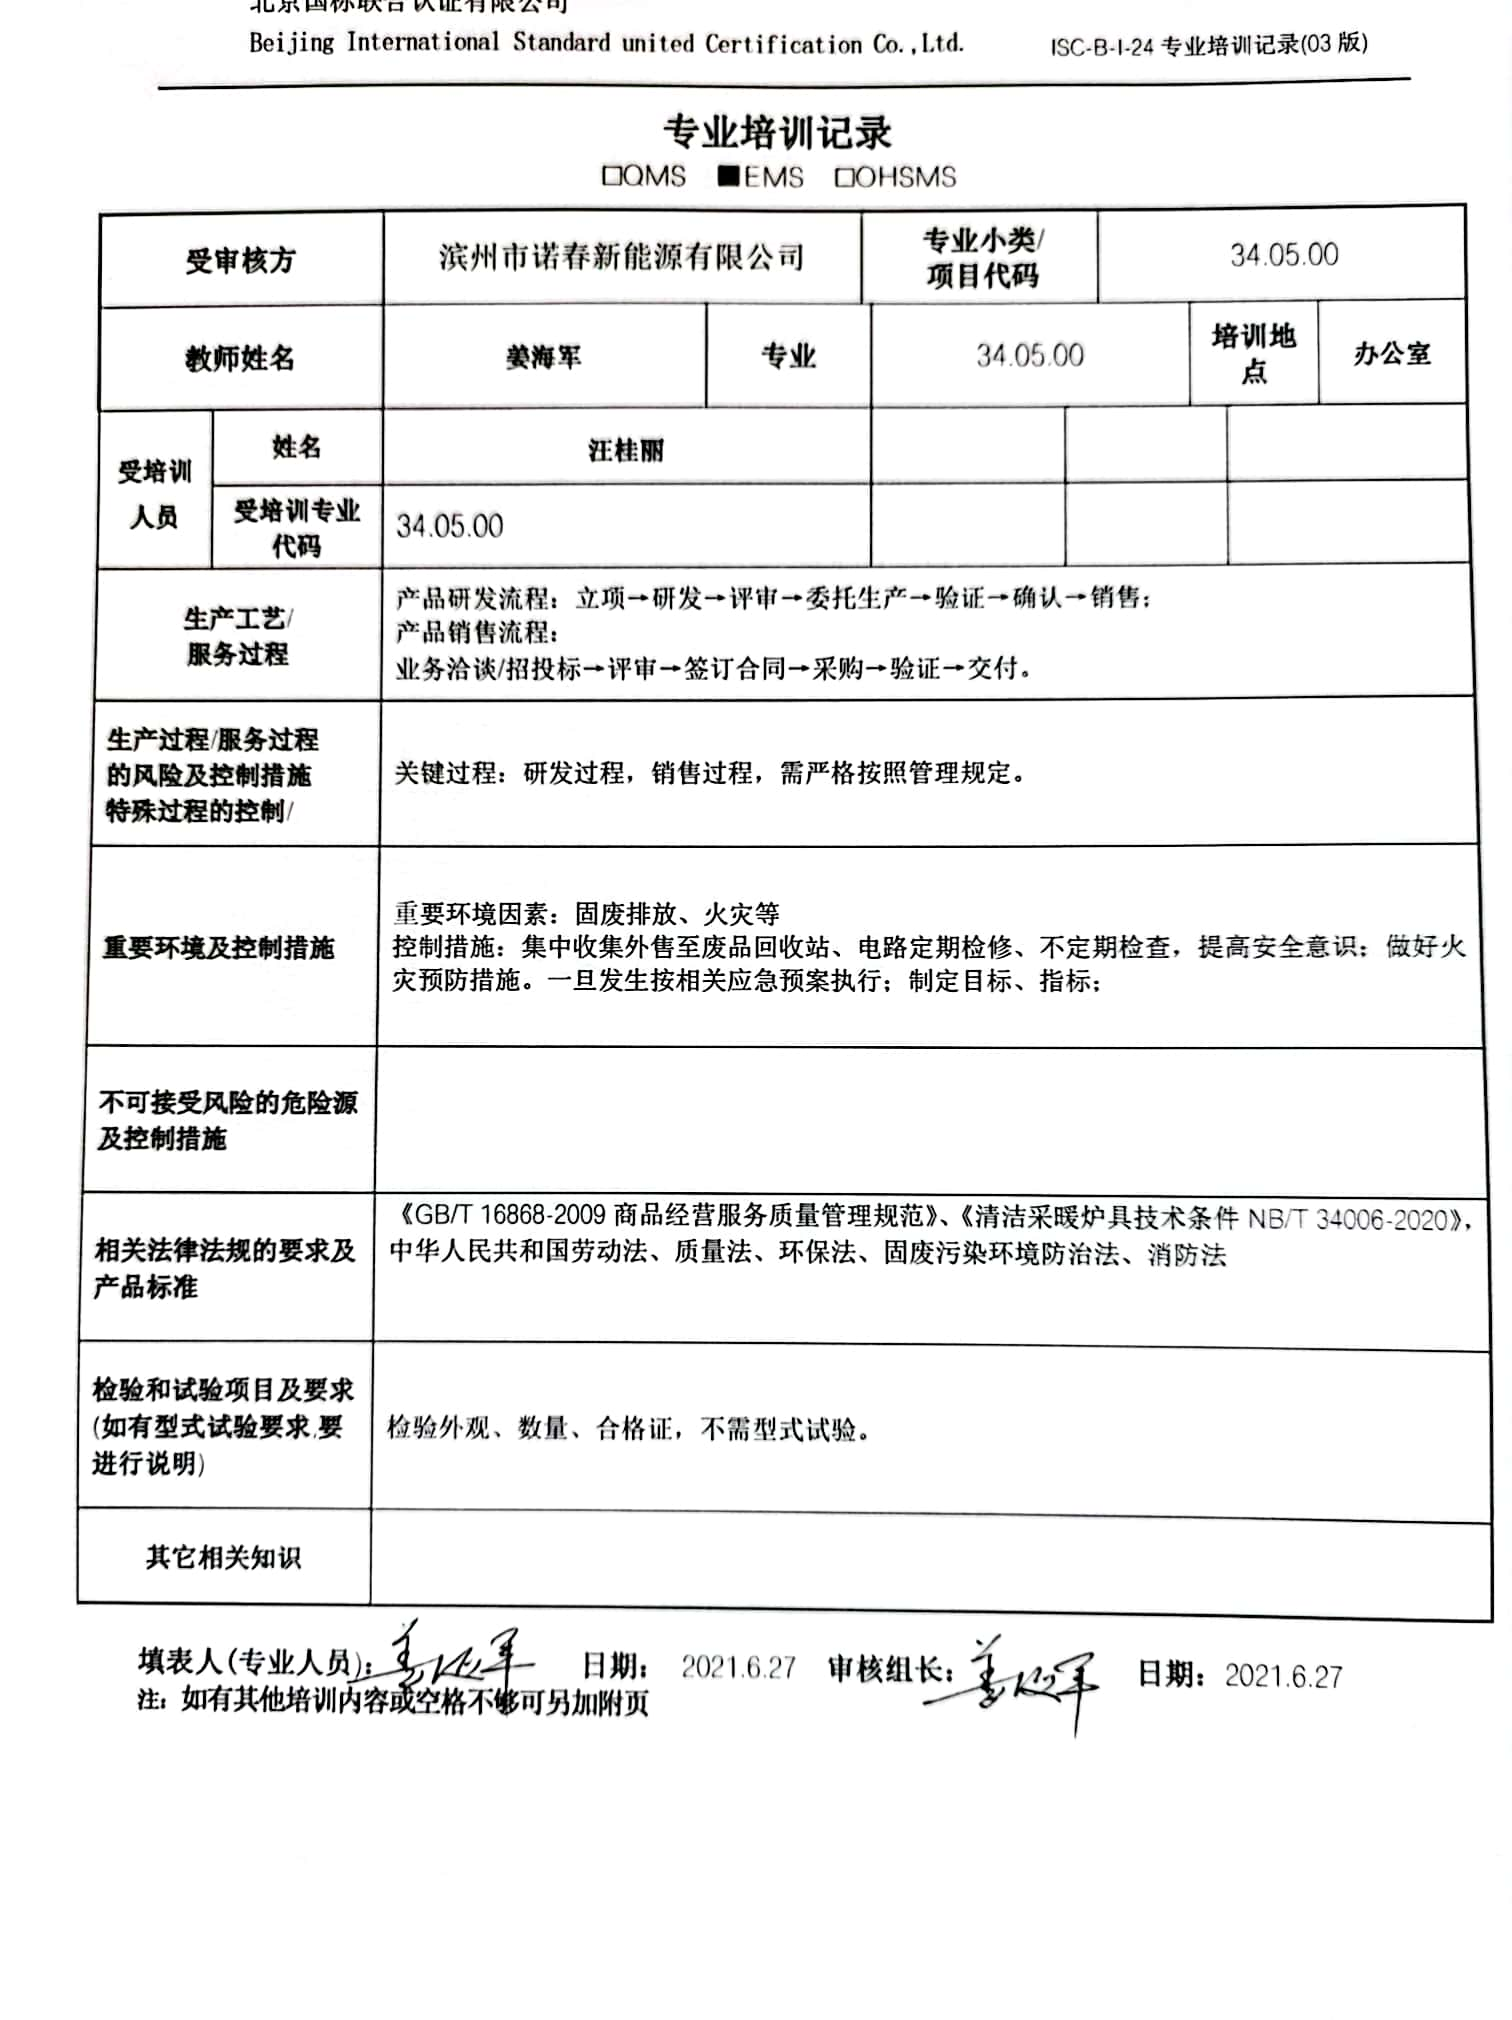 北京国标联合认证有限公司
Beijing International Standard united Certification Co.,Ltd.
ISC-B-I-24 专业培训记录(03 版)
专业培训记录
□QMS ■EMS □OHSMS
受审核方
滨州市诺春新能源有限公司
专业小类/
项目代码
34.05.00
教师姓名
姜海军
专业
34.05.00
培训地
点
办公室
受培训
人员
姓名
汪桂丽
受培训专业
代码
34.05.00
生产工艺/
服务过程
产品研发流程：立项→研发→评审→委托生产→验证→确认→销售；
产品销售流程：
业务洽谈/招投标→评审→签订合同→采购→验证→交付。
生产过程/服务过程
的风险及控制措施
特殊过程的控制/
关键过程：研发过程，销售过程，需严格按照管理规定。
重要环境及控制措施
重要环境因素：固废排放、火灾等
控制措施：集中收集外售至废品回收站、电路定期检修、不定期检查，提高安全意识；做好火
灾预防措施。一旦发生按相关应急预案执行；制定目标、指标；
不可接受风险的危险源
及控制措施
相关法律法规的要求及
产品标准
《GB/T 16868-2009 商品经营服务质量管理规范》、《清洁采暖炉具技术条件 NB/T 34006-2020》，
中华人民共和国劳动法、质量法、环保法、固废污染环境防治法、消防法
检验和试验项目及要求
(如有型式试验要求,要
进行说明)
检验外观、数量、合格证，不需型式试验。
其它相关知识
填表人(专业人员)：姜海军 日期： 2021.6.27 审核组长：姜海军 日期：2021.6.27
注：如有其他培训内容或空格不够可另加附页